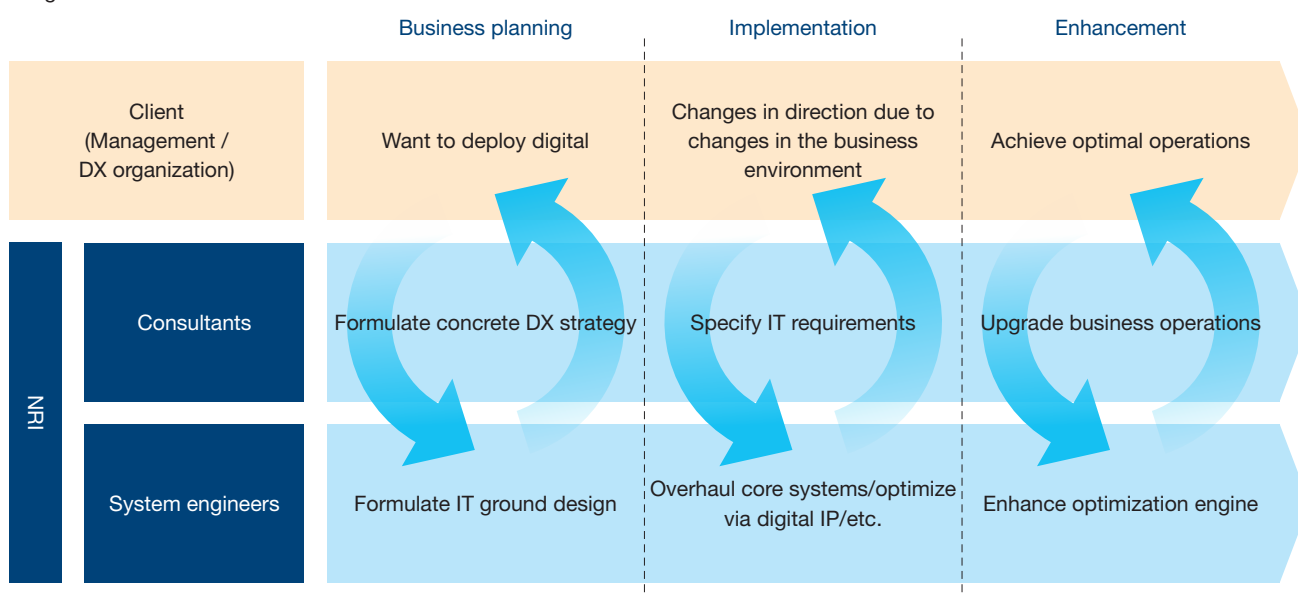 Business planning
Implementation
Enhancement
Client
(Management /
DX organization)
Want to deploy digital
Changes in direction due to
changes in the business
environment
Achieve optimal operations
NRI
Consultants
Formulate concrete DX strategy
Specify IT requirements
Upgrade business operations
System engineers
Formulate IT ground design
Overhaul core systems/optimize
via digital IP/etc.
Enhance optimization engine